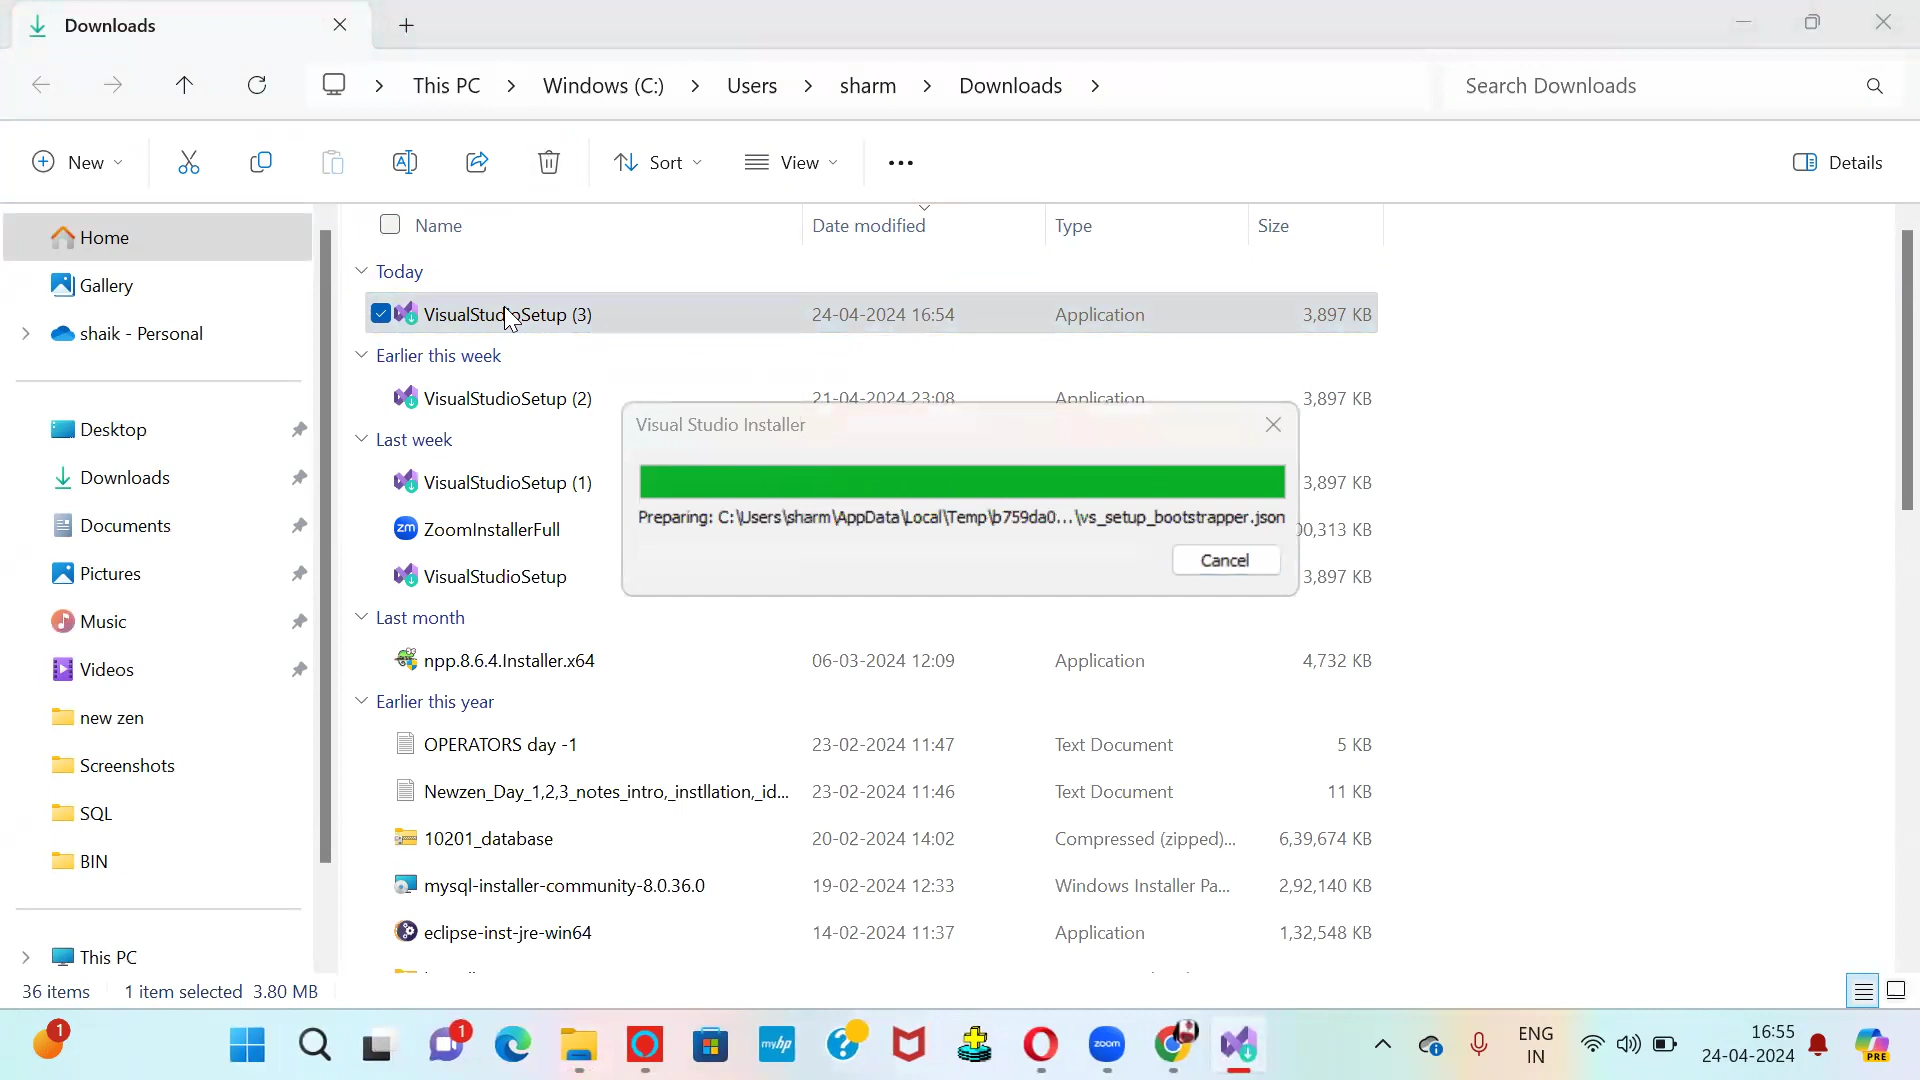 Downloads
This PC Windows (C:) Users sharm Downloads
Search Downloads
New
Sort
View
Details
Name Date modified Type Size
Home
Gallery
shaik - Personal
Desktop
Downloads
Documents
Pictures
Music
Videos
new zen
Screenshots
SQL
BIN
This PC
Today
VisualStudioSetup (3) 24-04-2024 16:54 Application 3,897 KB
Earlier this week
VisualStudioSetup (2) 21-04-2024 23:08 Application 3,897 KB
Last week
VisualStudioSetup (1) 3,897 KB
ZoomInstallerFull 00,313 KB
VisualStudioSetup 3,897 KB
Last month
npp.8.6.4.Installer.x64 06-03-2024 12:09 Application 4,732 KB
Earlier this year
OPERATORS day -1 23-02-2024 11:47 Text Document 5 KB
Newzen_Day_1,2,3_notes_intro,_instllation,_id... 23-02-2024 11:46 Text Document 11 KB
10201_database 20-02-2024 14:02 Compressed (zipped)... 6,39,674 KB
mysql-installer-community-8.0.36.0 19-02-2024 12:33 Windows Installer Pa... 2,92,140 KB
eclipse-inst-jre-win64 14-02-2024 11:37 Application 1,32,548 KB
Visual Studio Installer
Preparing: C:\Users\sharm\AppData\Local\Temp\b759da0...\vs_setup_bootstrapper.json
Cancel
36 items 1 item selected 3.80 MB
1
1
myhp
zm
zoom
ENG
IN
16:55
24-04-2024
PRE